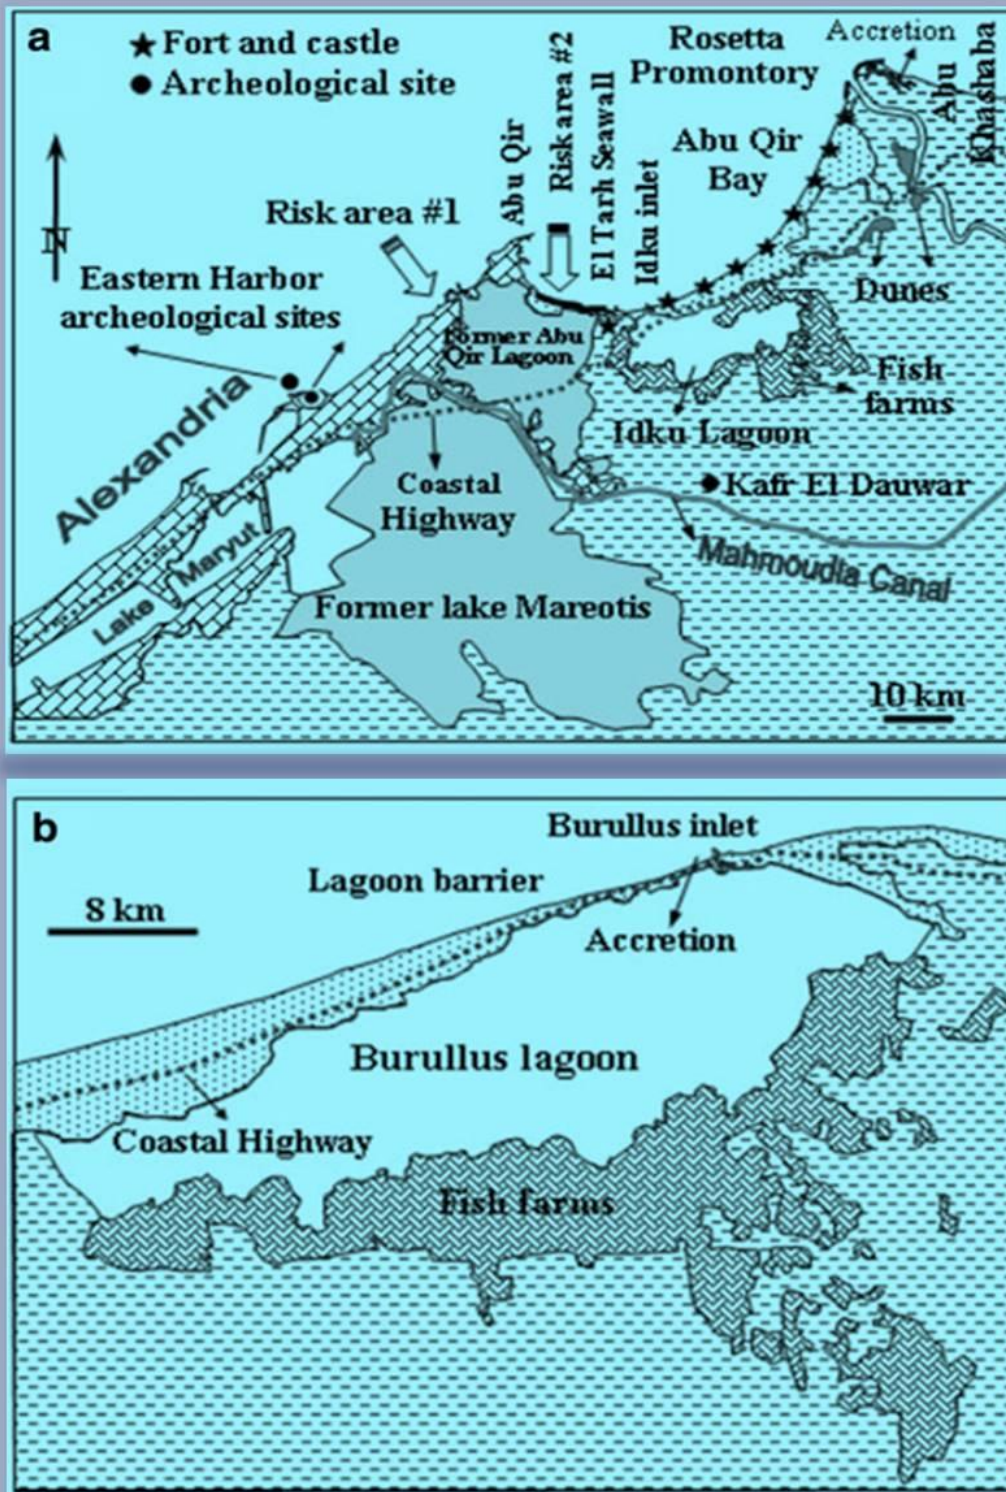 a
Fort and castle
Archeological site
N
Risk area #1
Abu Qir
Risk area #2
El Tarh Seawall
Idku inlet
Rosetta
Promontory
Accretion
Abu
Khashaba
Abu Qir
Bay
Eastern Harbor
archeological sites
Former Abu
Qir Lagoon
Dunes
Fish
farms
Idku Lagoon
Alexandria
Coastal
Highway
Kafr El Dauwar
Mahmoudia Canal
Lake Maryut
Former lake Mareotis
10 km
b
Burullus inlet
Lagoon barrier
8 km
Accretion
Burullus lagoon
Coastal Highway
Fish farms